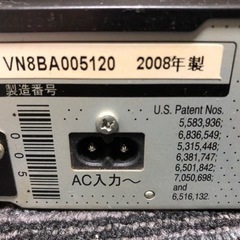 VN8BA005120 2008年製
製造番号
U.S. Patent Nos.
5,583,936;
6,836,549;
5,315,448;
6,381,747;
6,501,842;
7,050,698;
and
6,516,132.
005
AC入力～